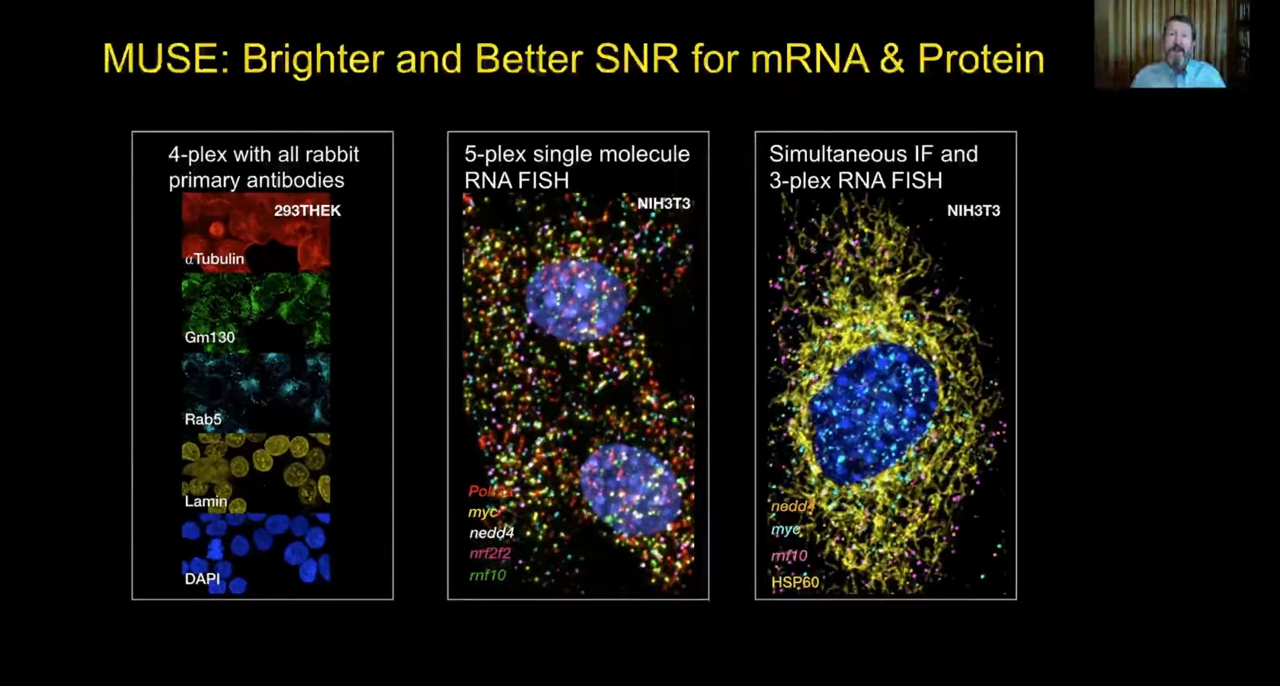 MUSE: Brighter and Better SNR for mRNA & Protein
4-plex with all rabbit
primary antibodies
293THEK
αTubulin
Gm130
Rab5
Lamin
DAPI
5-plex single molecule
RNA FISH
NIH3T3
myc
nedd4
nrf2f2
rnf10
Simultaneous IF and
3-plex RNA FISH
NIH3T3
nedd4
myc
rnf10
HSP60